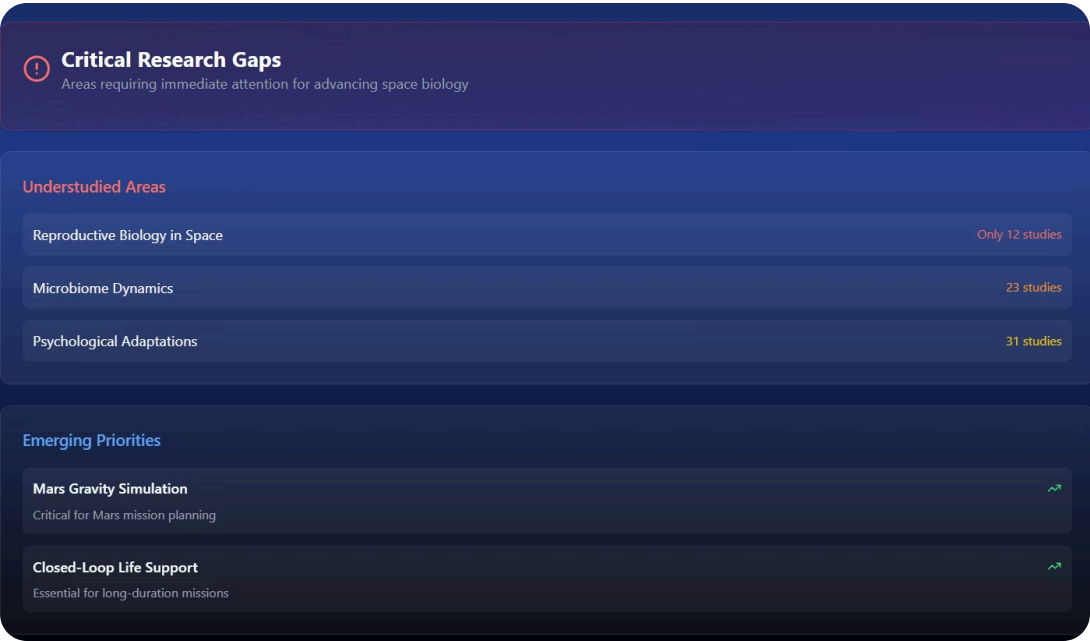 Critical Research Gaps
Areas requiring immediate attention for advancing space biology
Understudied Areas
Reproductive Biology in Space
Only 12 studies
Microbiome Dynamics
23 studies
Psychological Adaptations
31 studies
Emerging Priorities
Mars Gravity Simulation
Critical for Mars mission planning
Closed-Loop Life Support
Essential for long-duration missions